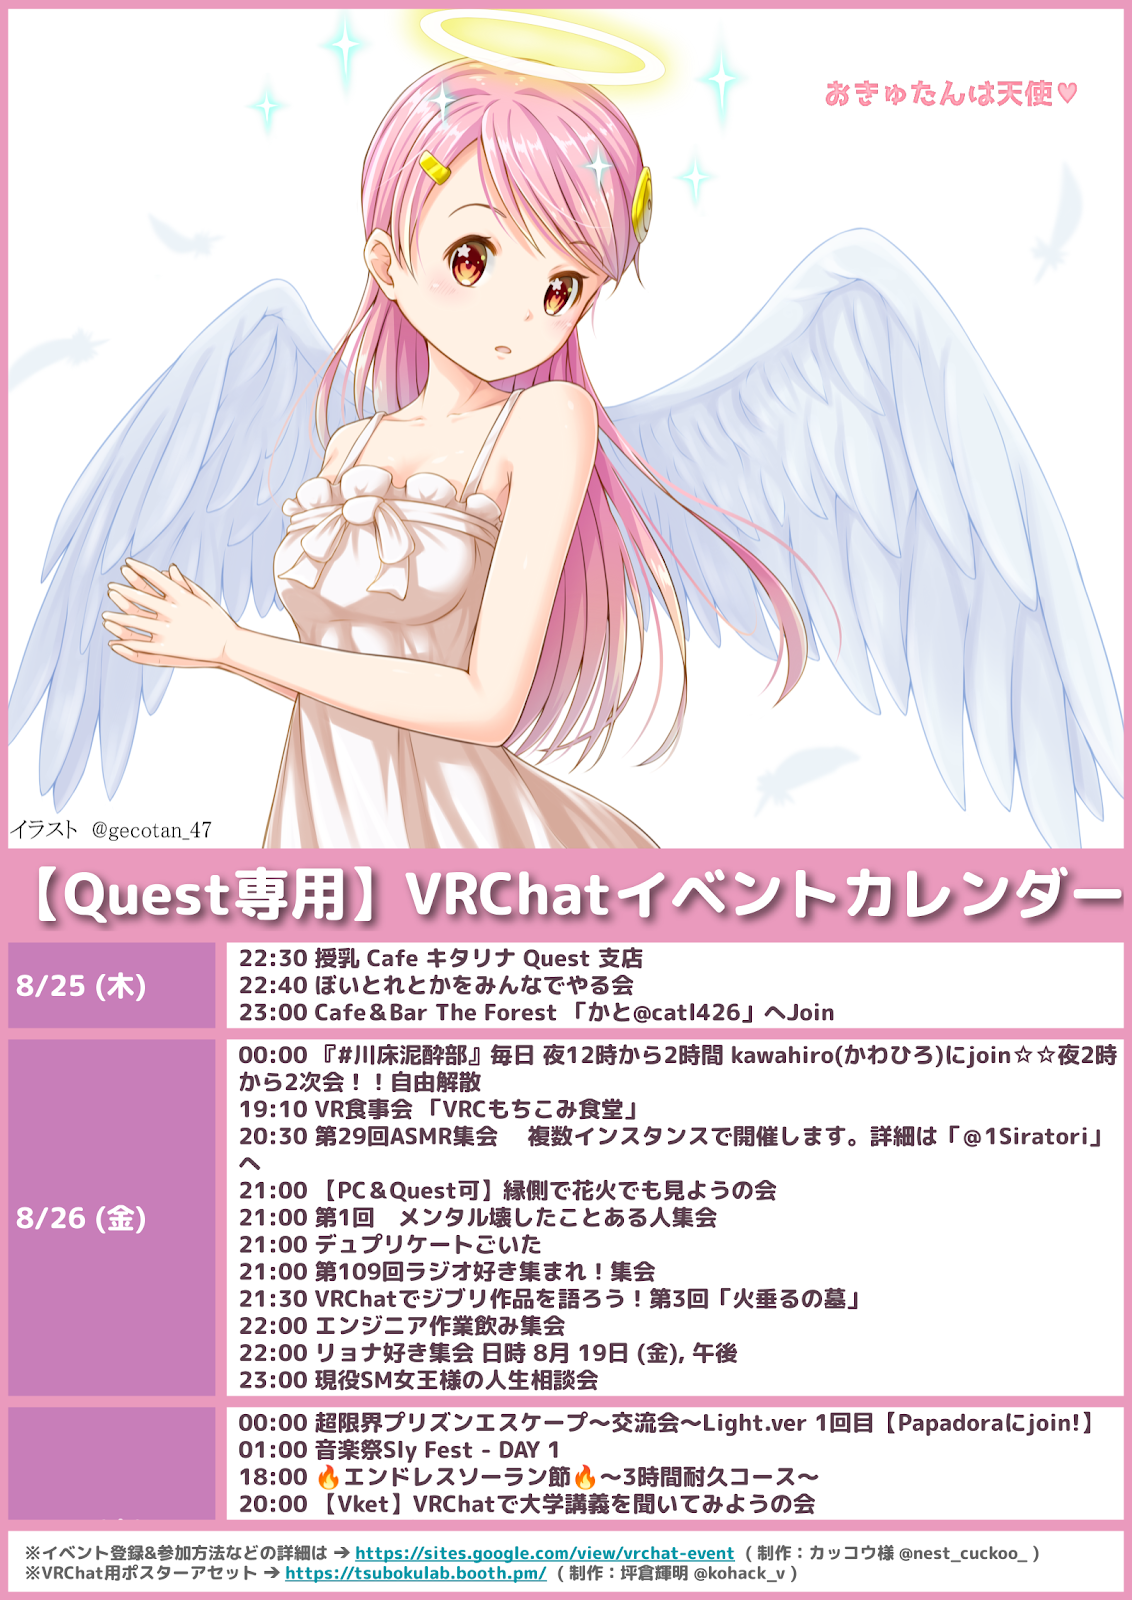 おきゅたんは天使♥
イラスト @gecotan_47
【Quest専用】VRChatイベントカレンダー
8/25 (木)
22:30 授乳 Cafe キタリナ Quest 支店
22:40 ぼいとれとかをみんなでやる会
23:00 Cafe＆Bar The Forest 「かと@catl426」へJoin
8/26 (金)
00:00 『#川床泥酔部』毎日 夜12時から2時間 kawahiro(かわひろ)にjoin☆☆夜2時
から2次会！！自由解散
19:10 VR食事会 「VRCもちこみ食堂」
20:30 第29回ASMR集会　 複数インスタンスで開催します。詳細は「＠1Siratori」
へ
21:00 【PC＆Quest可】縁側で花火でも見ようの会
21:00 第1回　メンタル壊したことある人集会
21:00 デュプリケートごいた
21:00 第109回ラジオ好き集まれ！集会
21:30 VRChatでジブリ作品を語ろう！第3回「火垂るの墓」
22:00 エンジニア作業飲み集会
22:00 リョナ好き集会 日時 8月 19日 (金), 午後
23:00 現役SM女王様の人生相談会
00:00 超限界プリズンエスケープ～交流会～Light.ver 1回目【Papadoraにjoin!】
01:00 音楽祭Sly Fest - DAY 1
18:00 🔥エンドレスソーラン節🔥～3時間耐久コース～
20:00 【Vket】VRChatで大学講義を聞いてみようの会
※イベント登録&参加方法などの詳細は → https://sites.google.com/view/vrchat-event ( 制作：カッコウ様 @nest_cuckoo_ )
※VRChat用ポスターアセット → https://tsubokulab.booth.pm/ ( 制作：坪倉輝明 @kohack_v )